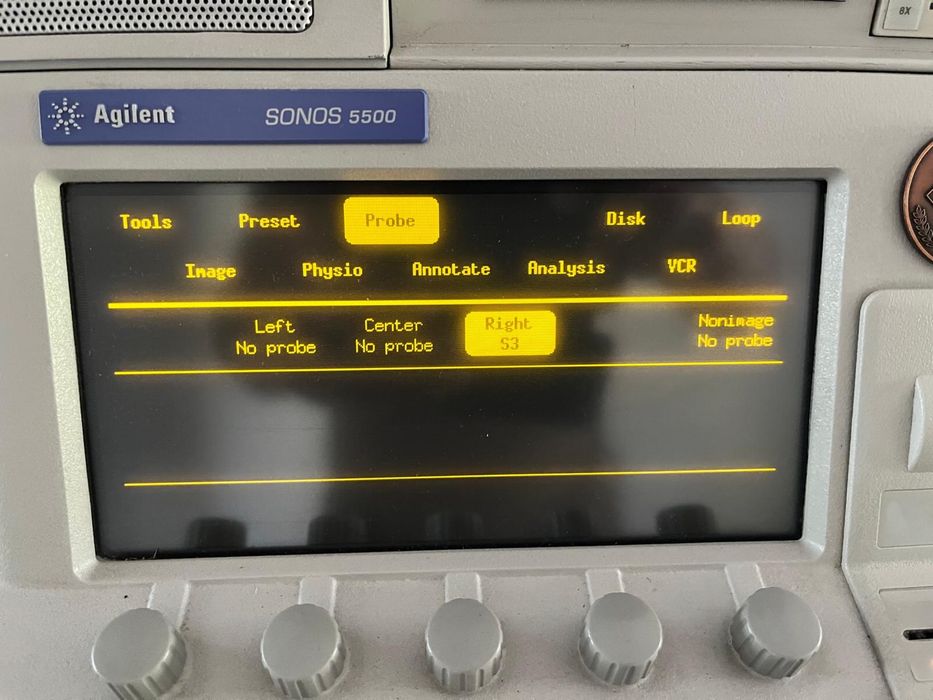 8X
Agilent SONOS 5500
Tools Preset Probe Disk Loop
Image Physio Annotate Analysis VCR
Left Center Right Nonimage
No probe No probe S3 No probe